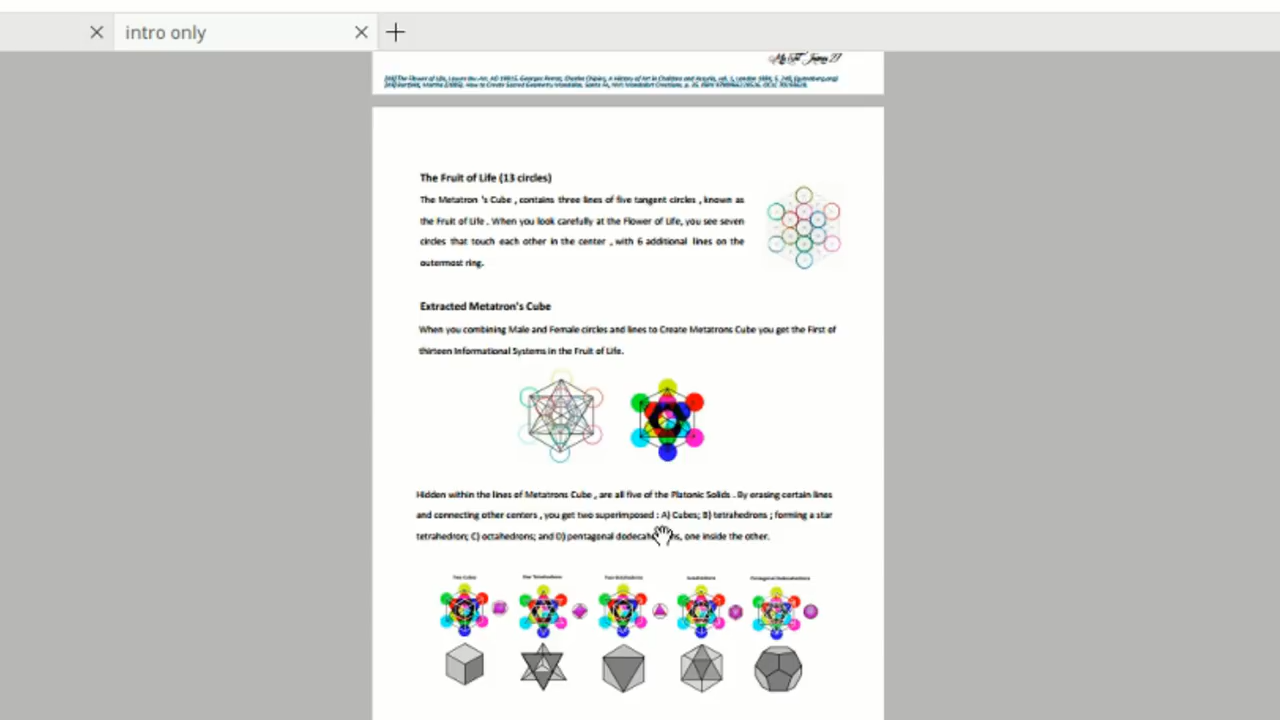 intro only
The Fruit of Life (13 circles)
The Metatron 's Cube , contains three lines of five tangent circles , known as
the Fruit of Life . When you look carefully at the Flower of Life, you see seven
circles that touch each other in the center , with 6 additional lines on the
outermost ring.
Extracted Metatron's Cube
When you combining Male and Female circles and lines to Create Metatrons Cube you get the First of
thirteen Informational Systems in the Fruit of Life.
Hidden within the lines of Metatrons Cube , are all five of the Platonic Solids . By erasing certain lines
and connecting other centers , you get two superimposed : A) Cubes; B) tetrahedrons ; forming a star
tetrahedron; C) octahedrons; and D) pentagonal one inside the other.
Two Cubes
Star Tetrahedrons